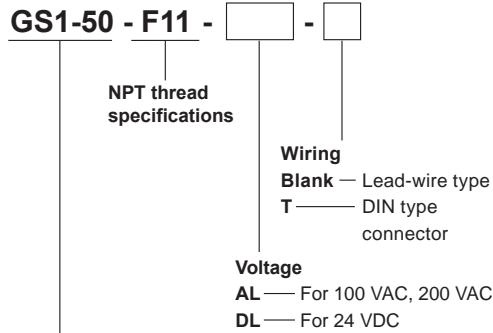 GS1-50 - F11 - -
NPT thread
specifications
Wiring
Blank — Lead-wire type
T — DIN type
connector
Voltage
AL — For 100 VAC, 200 VAC
DL — For 24 VDC